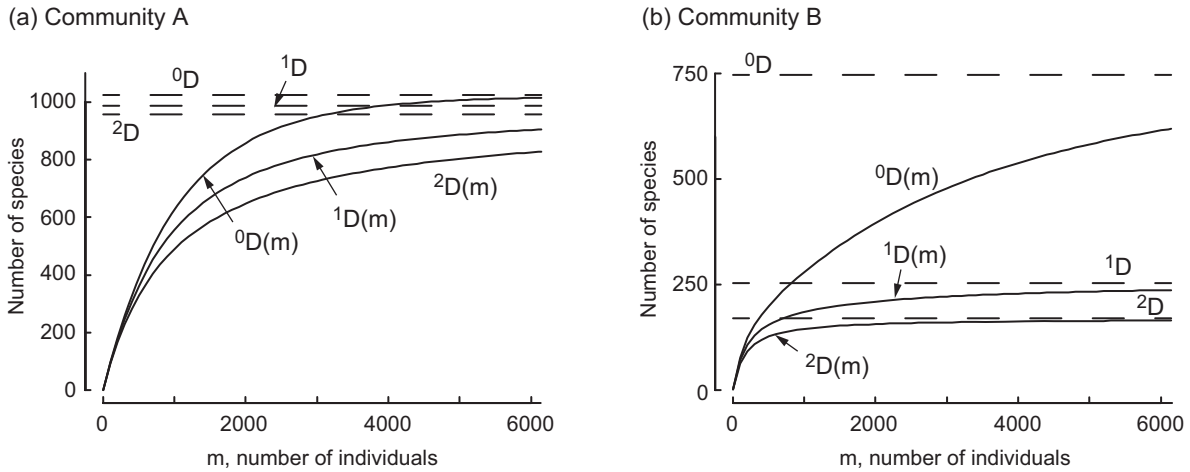 (a) Community A
(b) Community B
Number of species
1000
800
600
400
200
0
⁰D
¹D
²D
²D(m)
¹D(m)
⁰D(m)
0
2000
4000
6000
m, number of individuals
Number of species
750
500
250
0
⁰D
⁰D(m)
¹D(m)
¹D
²D
²D(m)
0
2000
4000
6000
m, number of individuals